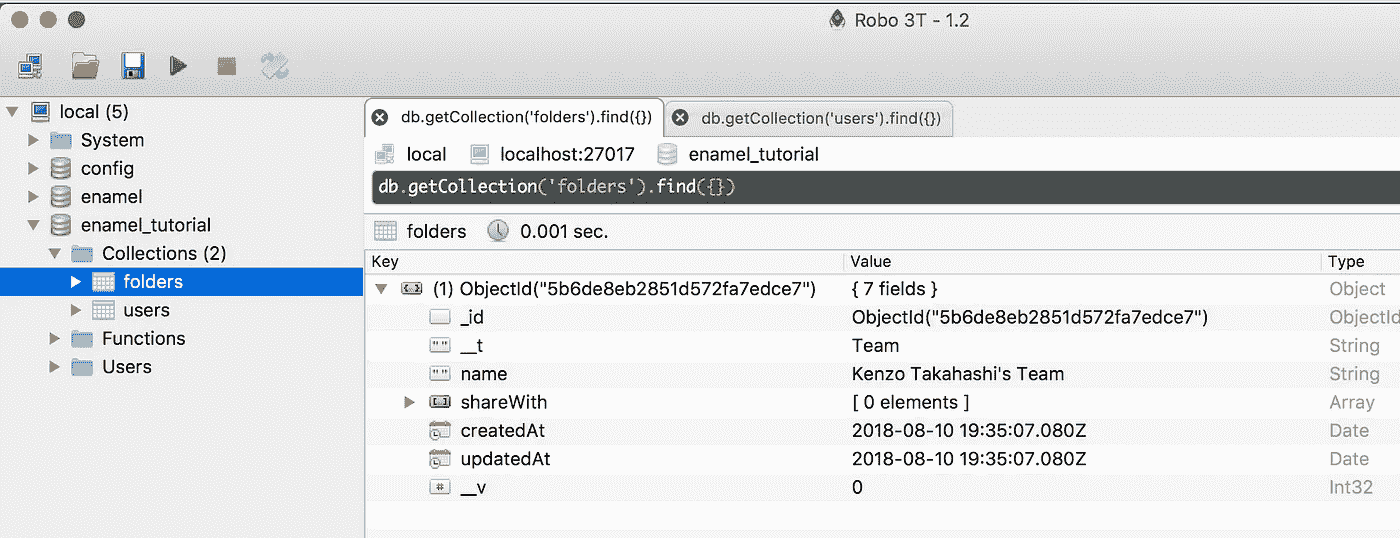 Robo 3T - 1.2
local (5)
System
config
enamel
enamel_tutorial
Collections (2)
folders
users
Functions
Users
db.getCollection('folders').find({})
db.getCollection('users').find({})
local localhost:27017 enamel_tutorial
db.getCollection('folders').find({})
folders 0.001 sec.
Key Value Type
(1) ObjectId("5b6de8eb2851d572fa7edce7") { 7 fields } Object
_id ObjectId("5b6de8eb2851d572fa7edce7") ObjectId
__t Team String
name Kenzo Takahashi's Team String
shareWith [ 0 elements ] Array
createdAt 2018-08-10 19:35:07.080Z Date
updatedAt 2018-08-10 19:35:07.080Z Date
__v 0 Int32